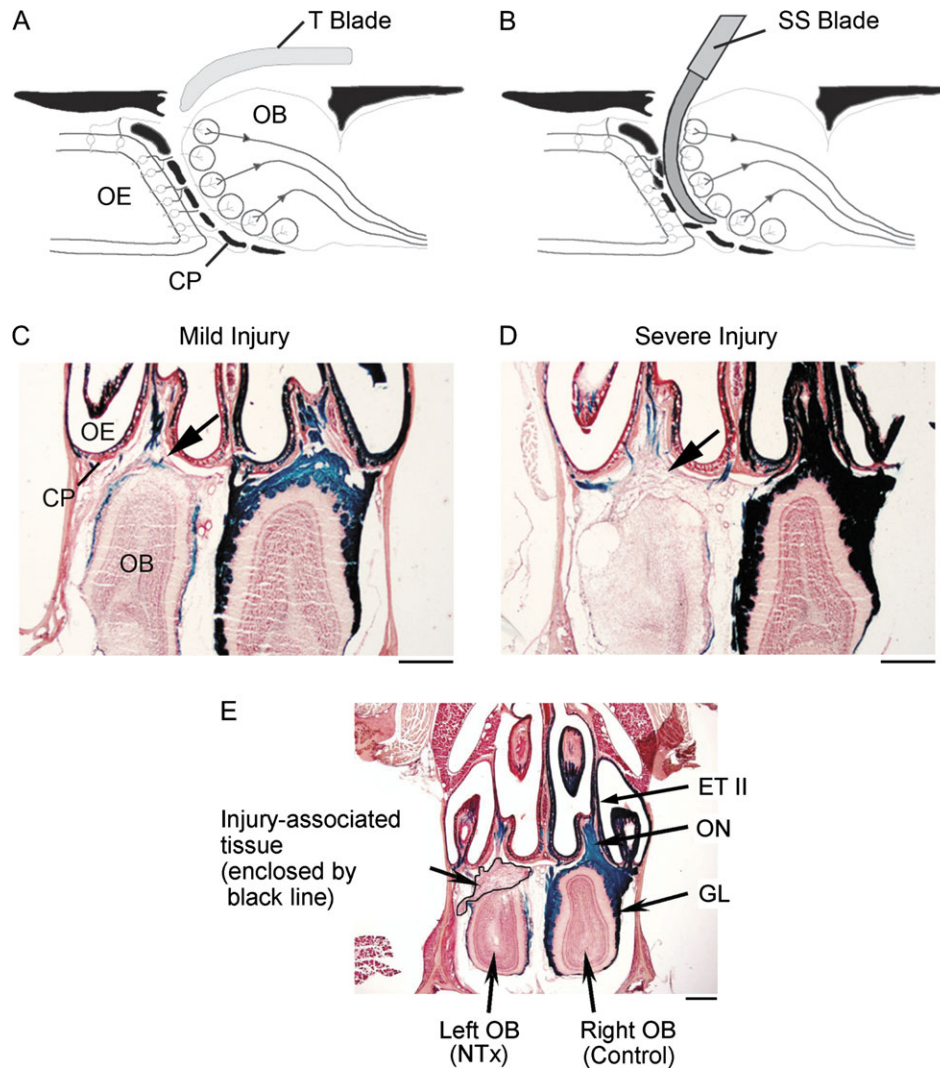 A
T Blade
OB
OE
CP
B
SS Blade
C
Mild Injury
OE
CP
OB
D
Severe Injury
E
Injury-associated
tissue
(enclosed by
black line)
ET II
ON
GL
Left OB
(NTx)
Right OB
(Control)